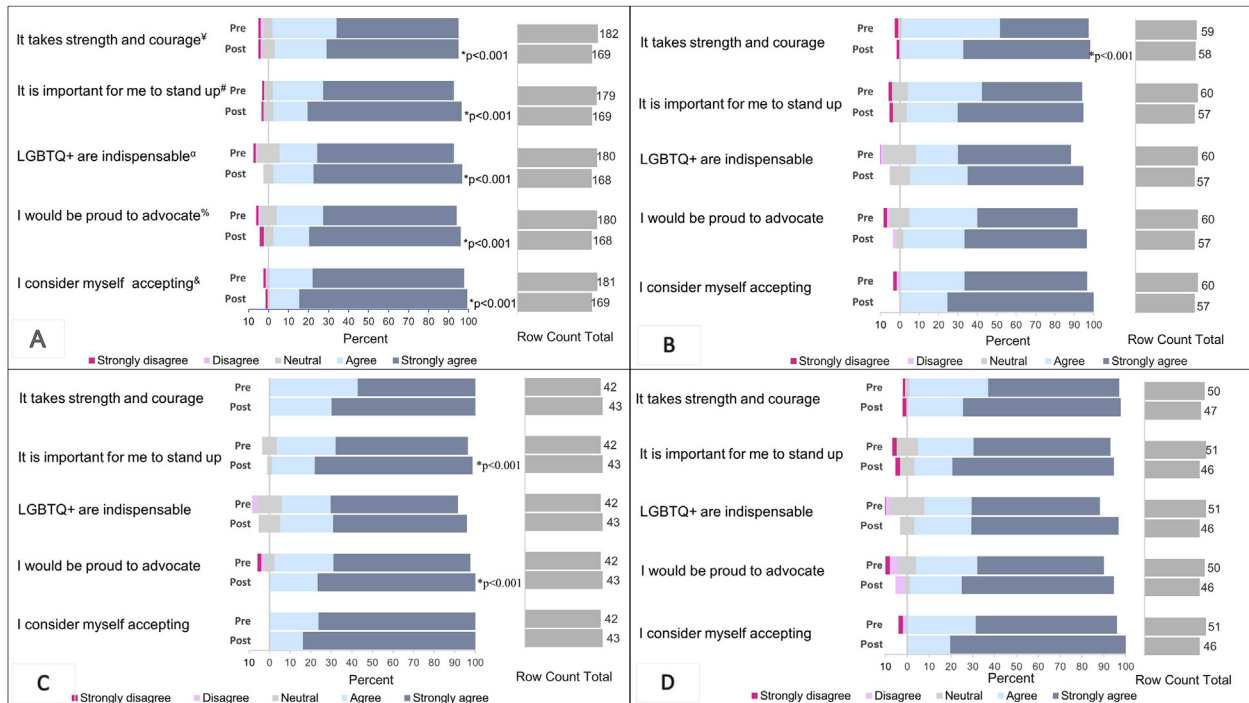 It takes strength and courage¥
Pre
Post
*p<0.001
182
169
It is important for me to stand up#
Pre
Post
*p<0.001
179
169
LGBTQ+ are indispensableα
Pre
Post
*p<0.001
180
168
I would be proud to advocate%
Pre
Post
*p<0.001
180
168
I consider myself accepting&
Pre
Post
*p<0.001
181
169
10 0 10 20 30 40 50 60 70 80 90 100
A
Percent
Row Count Total
Strongly disagree Disagree Neutral Agree Strongly agree
It takes strength and courage
Pre
Post
*p<0.001
59
58
It is important for me to stand up
Pre
Post
60
57
LGBTQ+ are indispensable
Pre
Post
60
57
I would be proud to advocate
Pre
Post
60
57
I consider myself accepting
Pre
Post
60
57
10 0 10 20 30 40 50 60 70 80 90 100
B
Percent
Row Count Total
Strongly disagree Disagree Neutral Agree Strongly agree
It takes strength and courage
Pre
Post
42
43
It is important for me to stand up
Pre
Post
*p<0.001
42
43
LGBTQ+ are indispensable
Pre
Post
42
43
I would be proud to advocate
Pre
Post
*p<0.001
42
43
I consider myself accepting
Pre
Post
42
43
10 0 10 20 30 40 50 60 70 80 90 100
C
Percent
Row Count Total
Strongly disagree Disagree Neutral Agree Strongly agree
It takes strength and courage
Pre
Post
50
47
It is important for me to stand up
Pre
Post
51
46
LGBTQ+ are indispensable
Pre
Post
51
46
I would be proud to advocate
Pre
Post
50
46
I consider myself accepting
Pre
Post
51
46
10 0 10 20 30 40 50 60 70 80 90 100
D
Percent
Row Count Total
Strongly disagree Disagree Neutral Agree Strongly agree